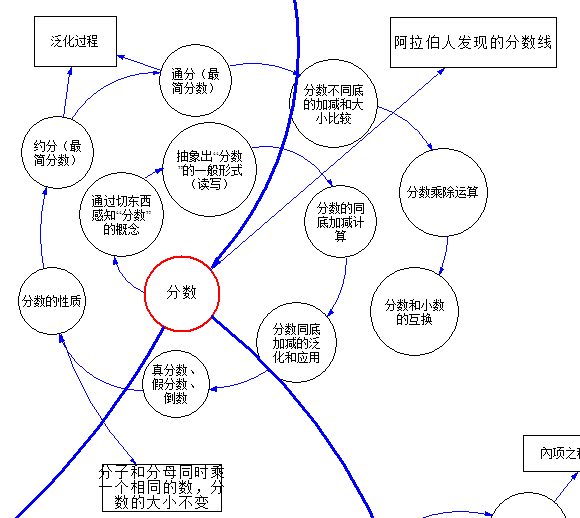 泛化过程
阿拉伯人发现的分数线
通分（最
简分数）
分数不同底
的加减和大
小比较
约分（最
简分数）
抽象出“分数
”的一般形式
（读写）
通过切东西
感知“分数”
的概念
分数的同
底加减计
算
分数乘除运算
分数
分数的性质
分数和小数
的互换
分数同底
加减的泛
化和应用
真分数、
假分数、
倒数
分子和分母同时乘
一个相同的数，分
数的大小不变
內项之积